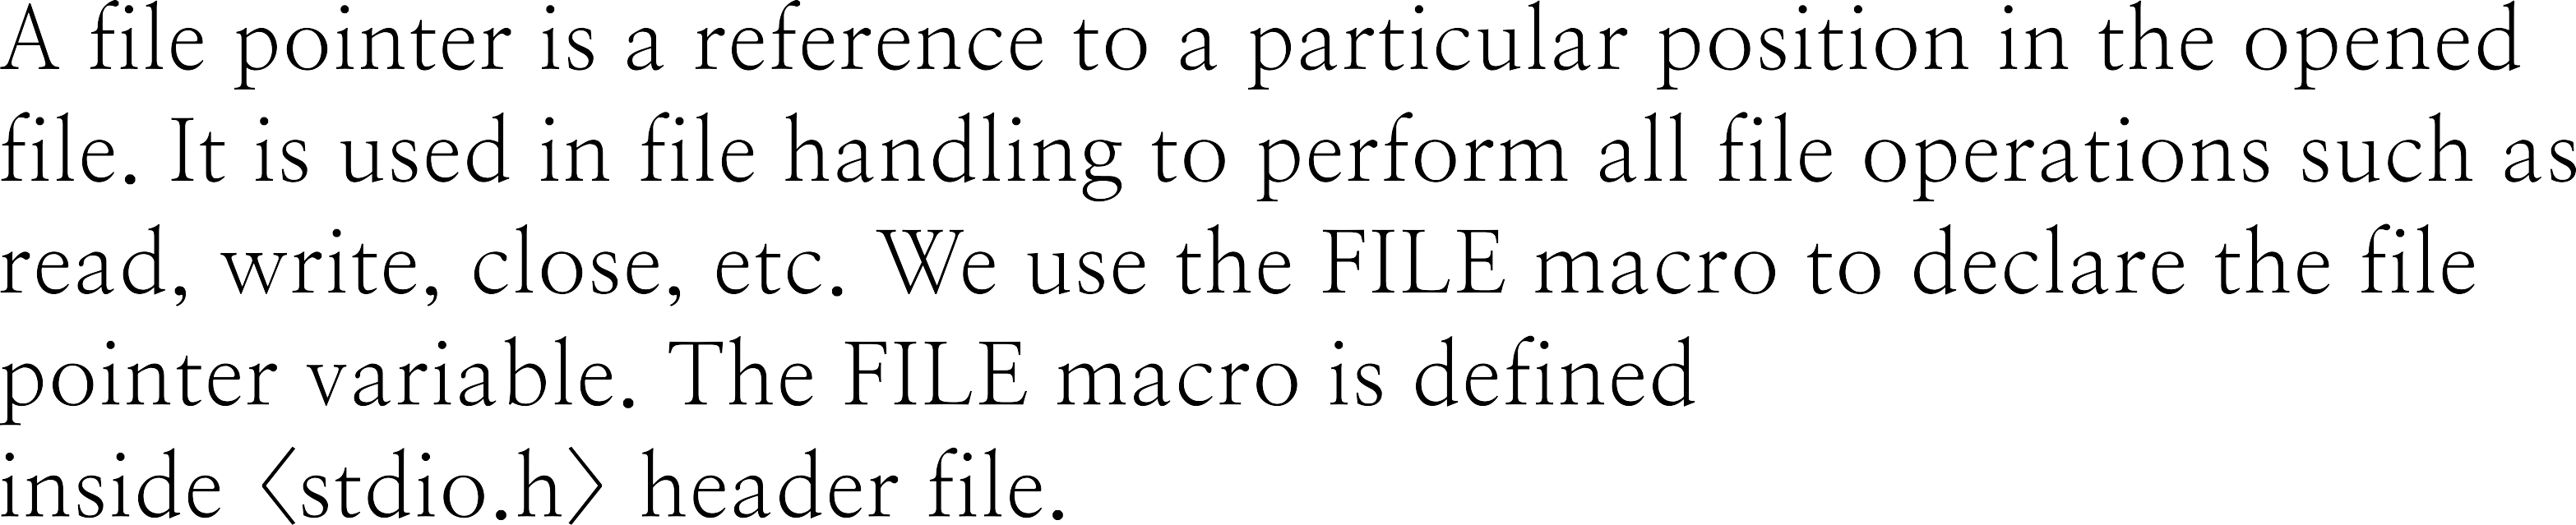 A file pointer is a reference to a particular position in the opened
file. It is used in file handling to perform all file operations such as
read, write, close, etc. We use the FILE macro to declare the file
pointer variable. The FILE macro is defined
inside 〈stdio.h〉 header file.